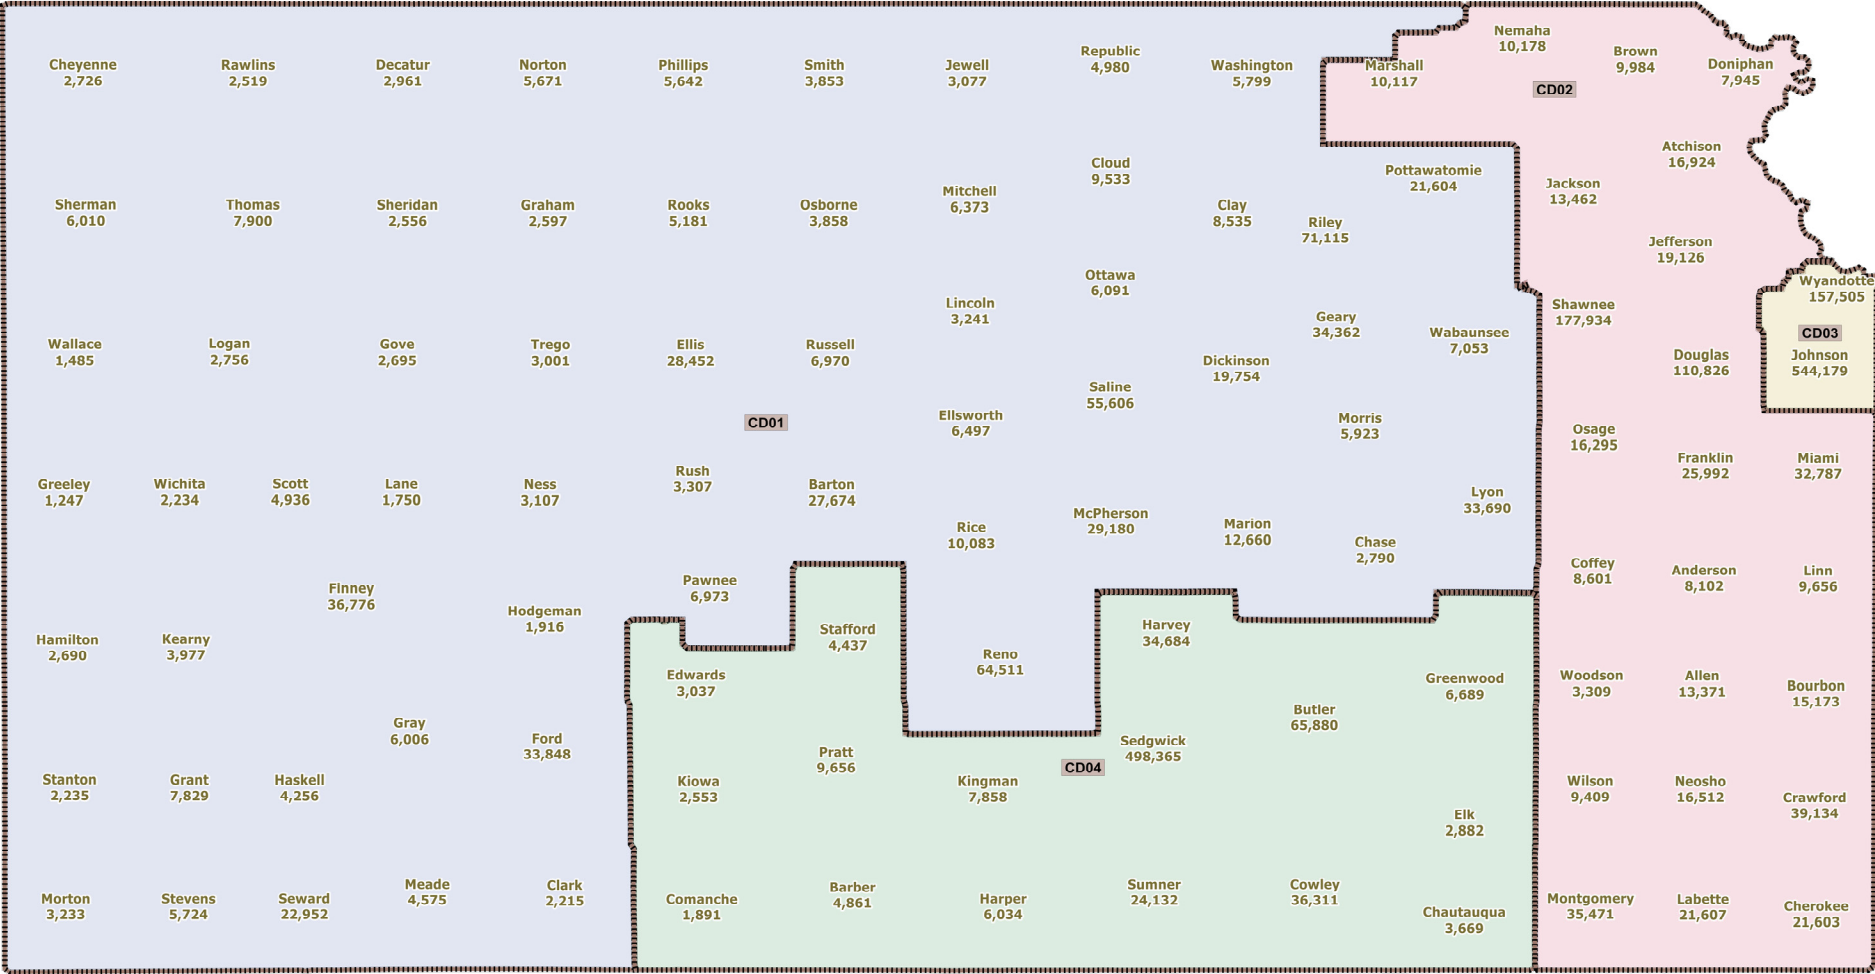 Cheyenne
2,726
Rawlins
2,519
Decatur
2,961
Norton
5,671
Phillips
5,642
Smith
3,853
Jewell
3,077
Republic
4,980
Washington
5,799
Marshall
10,117
Nemaha
10,178
Brown
9,984
Doniphan
7,945
CD02
Atchison
16,924
Jackson
13,462
Jefferson
19,126
Sherman
6,010
Thomas
7,900
Sheridan
2,556
Graham
2,597
Rooks
5,181
Osborne
3,858
Mitchell
6,373
Cloud
9,533
Clay
8,535
Riley
71,115
Pottawatomie
21,604
Ottawa
6,091
Lincoln
3,241
Geary
34,362
Wabaunsee
7,053
Shawnee
177,934
Wyandotte
157,505
CD03
Johnson
544,179
Douglas
110,826
Wallace
1,485
Logan
2,756
Gove
2,695
Trego
3,001
Ellis
28,452
Russell
6,970
Dickinson
19,754
Saline
55,606
Ellsworth
6,497
CD01
Morris
5,923
Osage
16,295
Franklin
25,992
Miami
32,787
Greeley
1,247
Wichita
2,234
Scott
4,936
Lane
1,750
Ness
3,107
Rush
3,307
Barton
27,674
Rice
10,083
McPherson
29,180
Marion
12,660
Chase
2,790
Lyon
33,690
Coffey
8,601
Anderson
8,102
Linn
9,656
Finney
36,776
Hodgeman
1,916
Pawnee
6,973
Hamilton
2,690
Kearny
3,977
Stafford
4,437
Edwards
3,037
Reno
64,511
Harvey
34,684
Butler
65,880
Greenwood
6,689
Woodson
3,309
Allen
13,371
Bourbon
15,173
Gray
6,006
Ford
33,848
Pratt
9,656
Sedgwick
498,365
CD04
Stanton
2,235
Grant
7,829
Haskell
4,256
Kiowa
2,553
Kingman
7,858
Elk
2,882
Wilson
9,409
Neosho
16,512
Crawford
39,134
Morton
3,233
Stevens
5,724
Seward
22,952
Meade
4,575
Clark
2,215
Comanche
1,891
Barber
4,861
Harper
6,034
Sumner
24,132
Cowley
36,311
Chautauqua
3,669
Montgomery
35,471
Labette
21,607
Cherokee
21,603